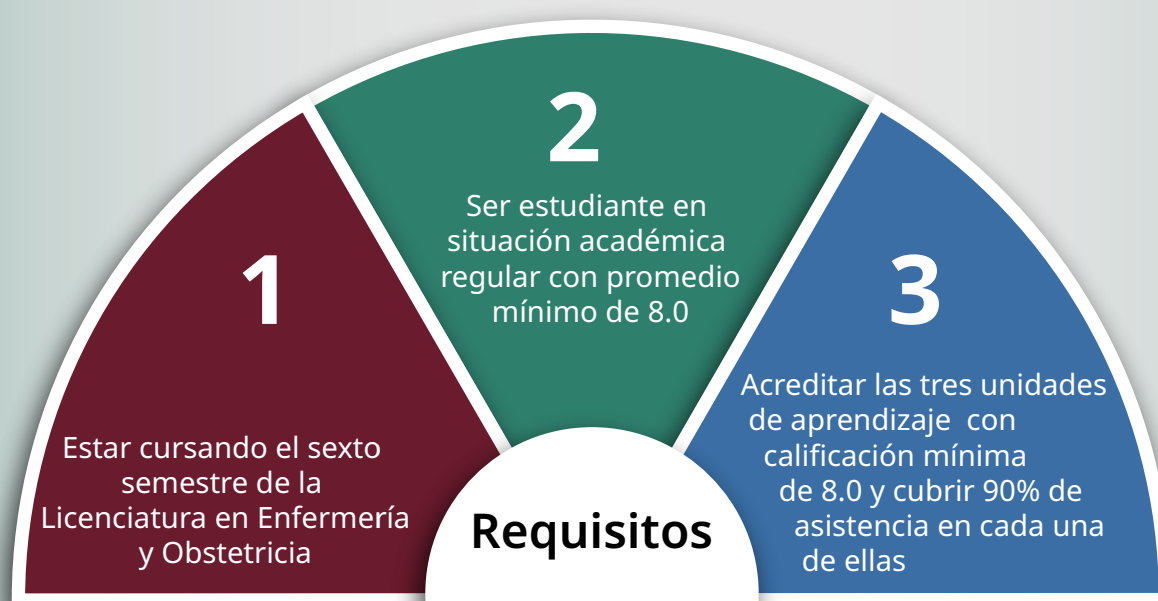 1
Estar cursando el sexto
semestre de la
Licenciatura en Enfermería
y Obstetricia
2
Ser estudiante en
situación académica
regular con promedio
mínimo de 8.0
3
Acreditar las tres unidades
de aprendizaje con
calificación mínima
de 8.0 y cubrir 90% de
asistencia en cada una
de ellas
Requisitos